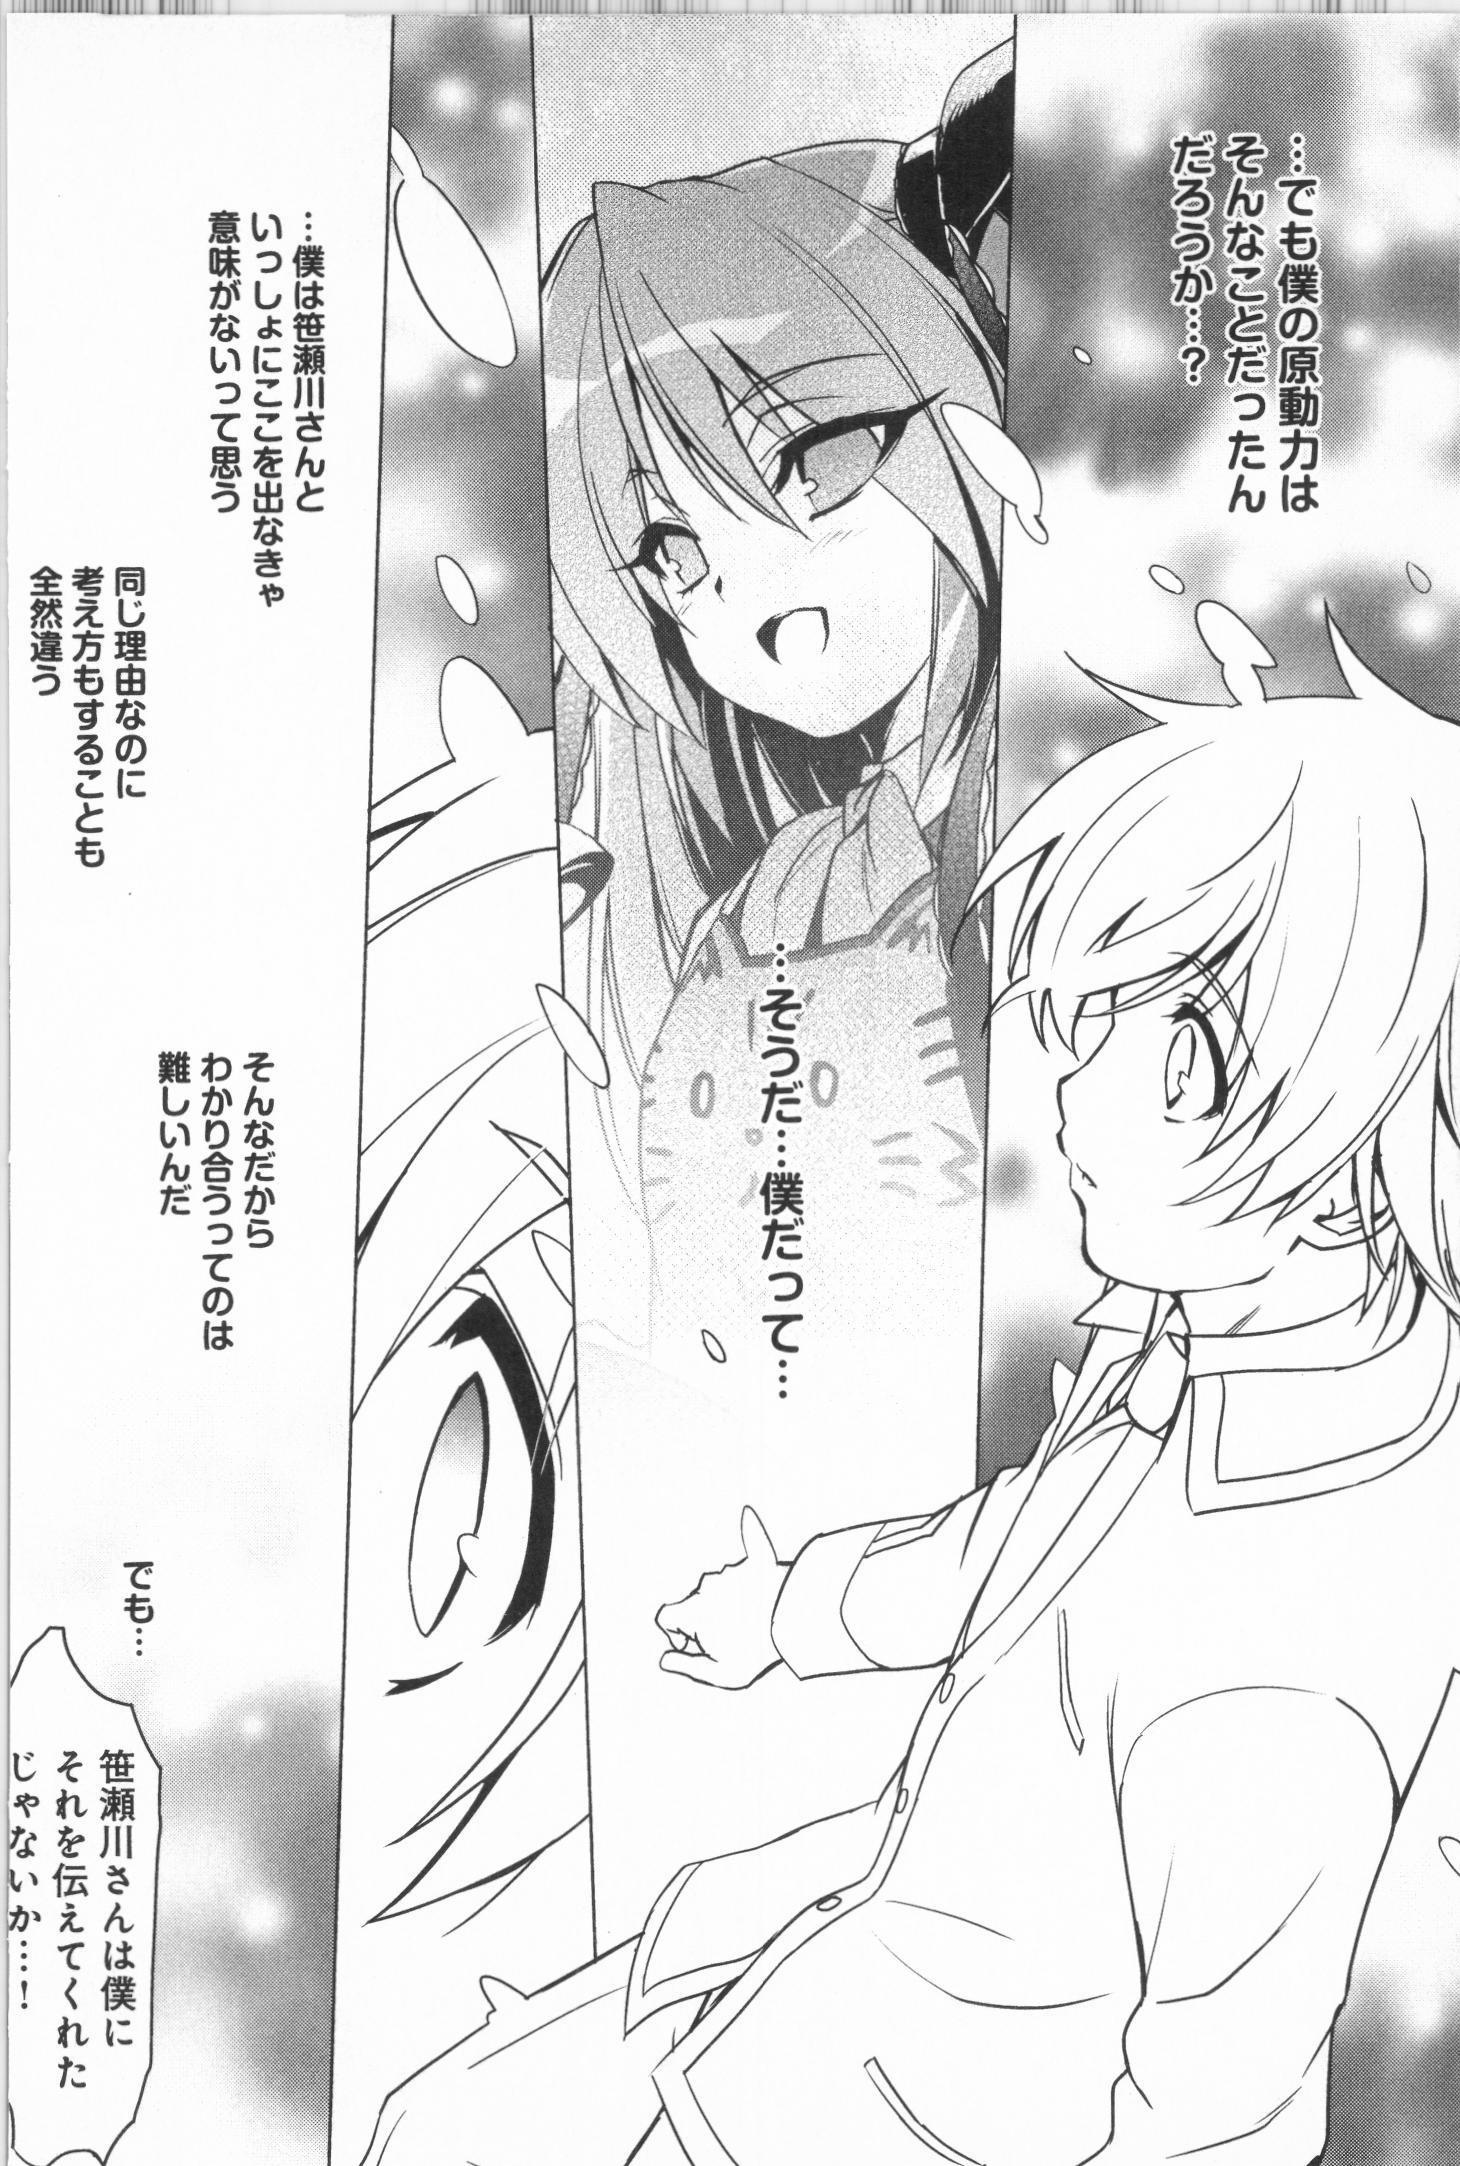 …でも僕の原動力は
そんなことだったん
だろうか…?
…そうだ…僕だって…
…僕は笹瀬川さんと
いっしょにここを出なきゃ
意味がないって思う
同じ理由なのに
考え方もすることも
全然違う
そんなだから
わかり合うってのは
難しいんだ
でも…
笹瀬川さんは僕に
それを伝えてくれた
じゃないか…!